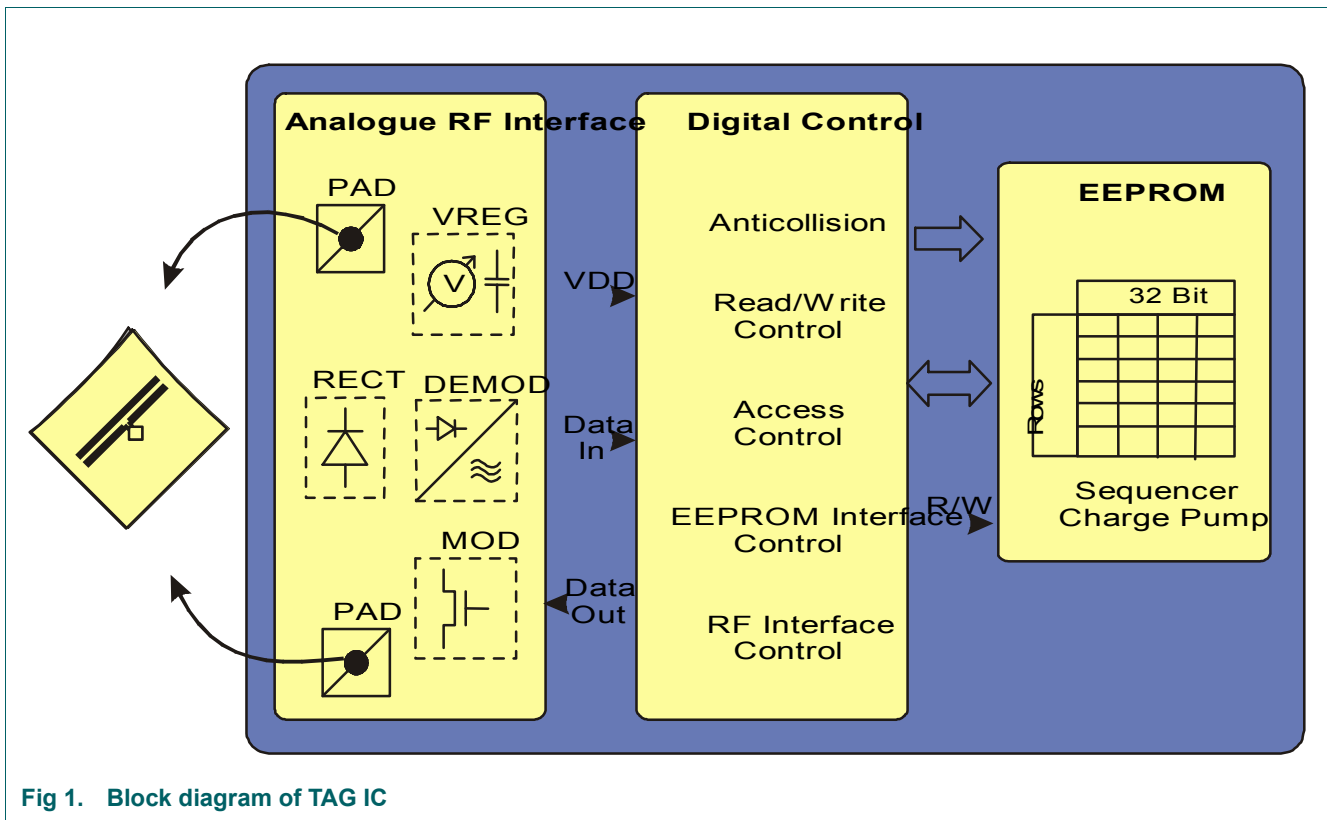 Analogue RF Interface
PAD
VREG
V
RECT
DEMOD
MOD
PAD
VDD
Data
In
Data
Out
Digital Control
Anticollision
Read/Write
Control
Access
Control
EEPROM Interface
Control
RF Interface
Control
R/W
EEPROM
32 Bit
Rows
Sequencer
Charge Pump
Fig 1. Block diagram of TAG IC